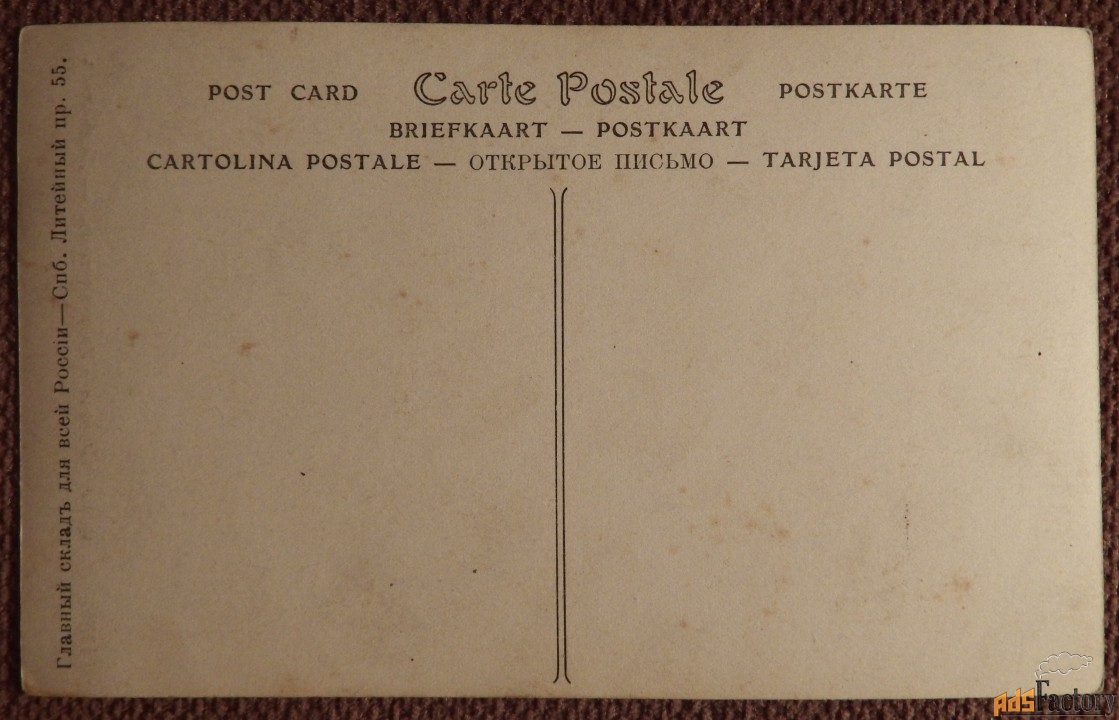 POST CARD Carte Postale POSTKARTE
BRIEFKAART — POSTKAART
CARTOLINA POSTALE — ОТКРЫТОЕ ПИСЬМО — TARJETA POSTAL
Главный складъ для всей Россіи—Спб. Литейный пр. 55.
adsFactory